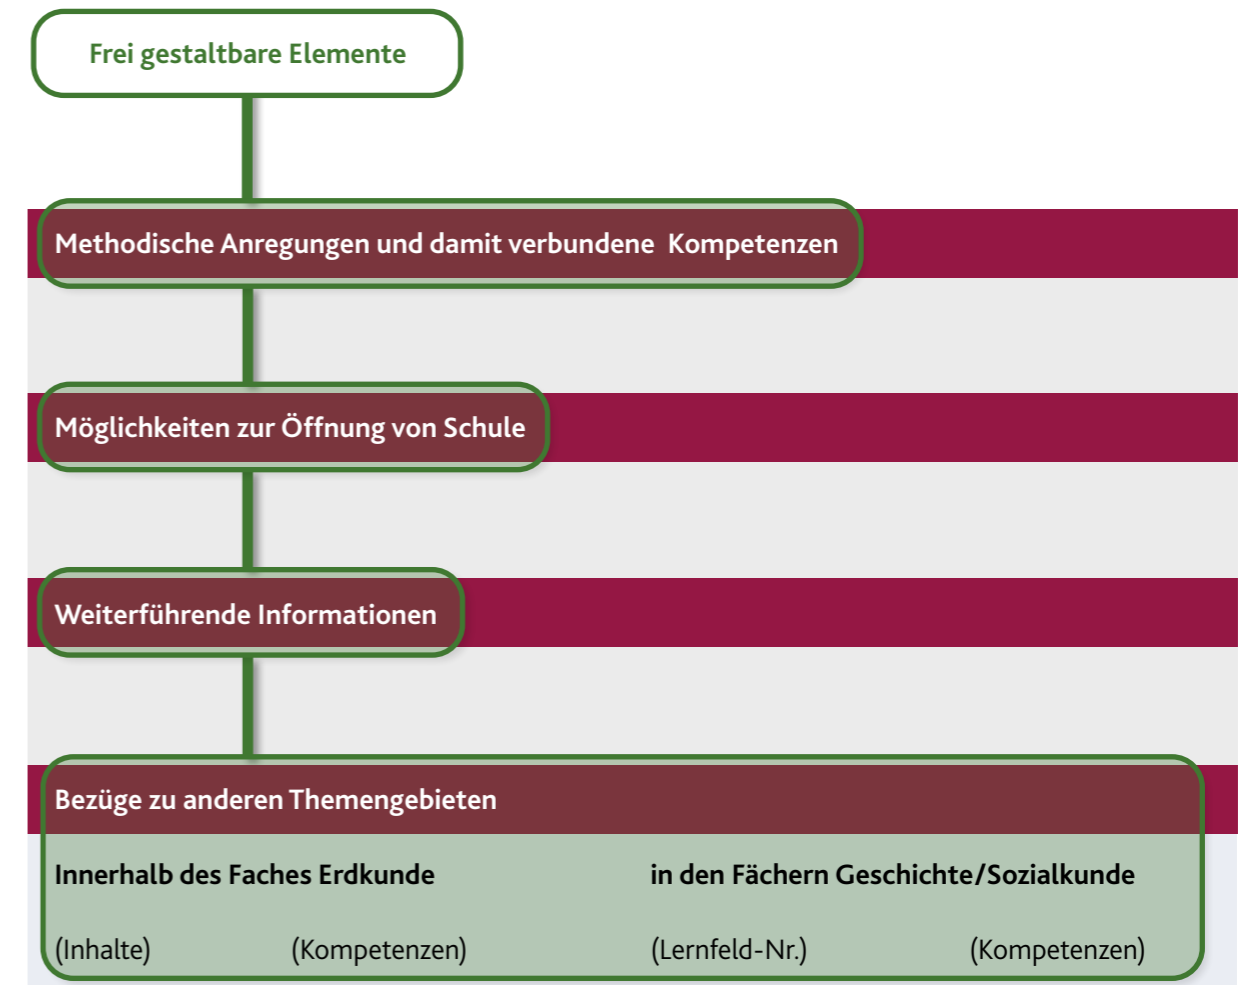 Frei gestaltbare Elemente
Methodische Anregungen und damit verbundene Kompetenzen
Möglichkeiten zur Öffnung von Schule
Weiterführende Informationen
Bezüge zu anderen Themengebieten
Innerhalb des Faches Erdkunde in den Fächern Geschichte/Sozialkunde
(Inhalte) (Kompetenzen) (Lernfeld-Nr.) (Kompetenzen)